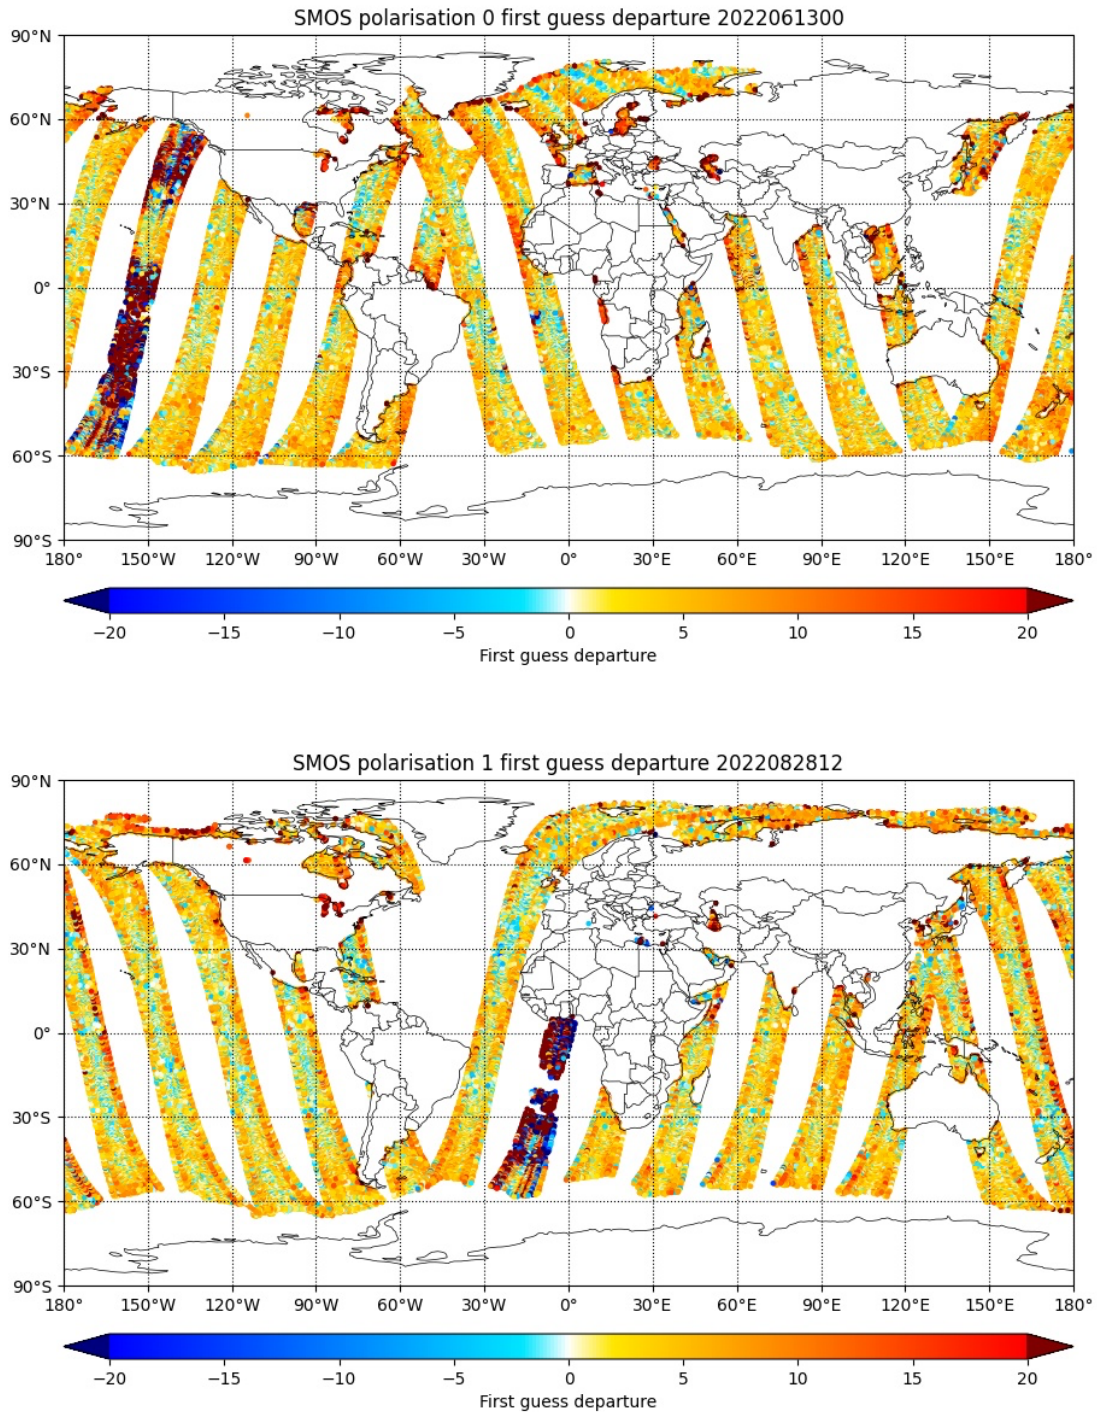 SMOS polarisation 0 first guess departure 2022061300
90°N
60°N
30°N
0°
30°S
60°S
90°S
180° 150°W 120°W 90°W 60°W 30°W 0° 30°E 60°E 90°E 120°E 150°E 180°
−20 −15 −10 −5 0 5 10 15 20
First guess departure
SMOS polarisation 1 first guess departure 2022082812
90°N
60°N
30°N
0°
30°S
60°S
90°S
180° 150°W 120°W 90°W 60°W 30°W 0° 30°E 60°E 90°E 120°E 150°E 180°
−20 −15 −10 −5 0 5 10 15 20
First guess departure